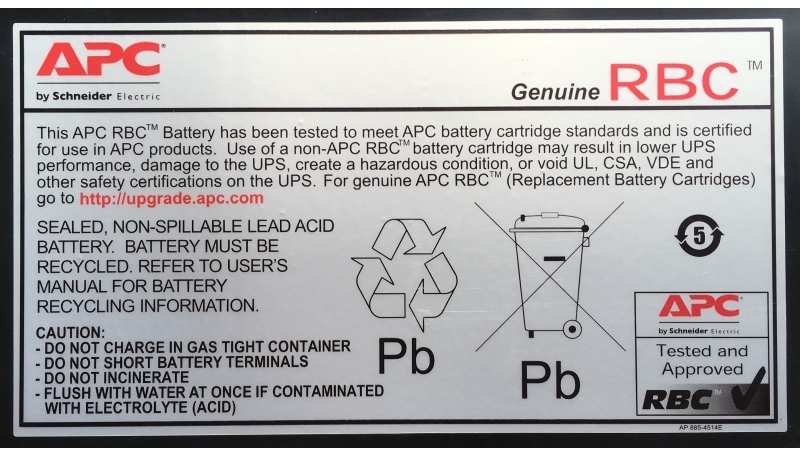 APC
by Schneider Electric
Genuine RBC™
This APC RBC™ Battery has been tested to meet APC battery cartridge standards and is certified
for use in APC products. Use of a non-APC RBC™ battery cartridge may result in lower UPS
performance, damage to the UPS, create a hazardous condition, or void UL, CSA, VDE and
other safety certifications on the UPS. For genuine APC RBC™ (Replacement Battery Cartridges)
go to http://upgrade.apc.com
SEALED, NON-SPILLABLE LEAD ACID
BATTERY. BATTERY MUST BE
RECYCLED. REFER TO USER'S
MANUAL FOR BATTERY
RECYCLING INFORMATION.
CAUTION:
- DO NOT CHARGE IN GAS TIGHT CONTAINER
- DO NOT SHORT BATTERY TERMINALS
- DO NOT INCINERATE
- FLUSH WITH WATER AT ONCE IF CONTAMINATED
WITH ELECTROLYTE (ACID)
Pb
Pb
5
APC
by Schneider Electric
Tested and
Approved
RBC™
AP 885-4514E